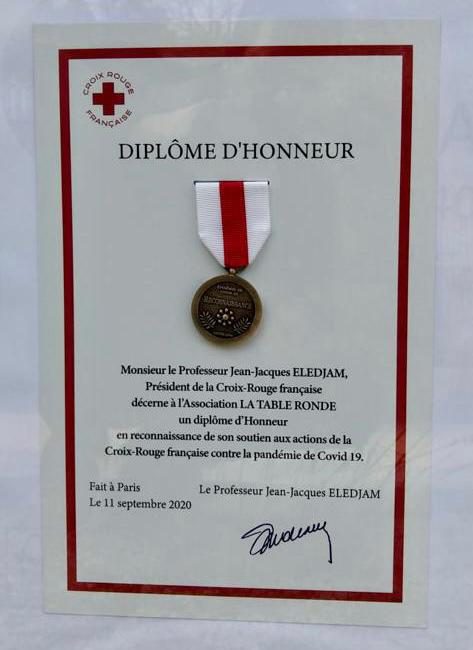 CROIX ROUGE
FRANÇAISE
DIPLÔME D'HONNEUR
RECONNAISSANCE
Monsieur le Professeur Jean-Jacques ELEDJAM,
Président de la Croix-Rouge française
décerne à l'Association LA TABLE RONDE
un diplôme d'Honneur
en reconnaissance de son soutien aux actions de la
Croix-Rouge française contre la pandémie de Covid 19.
Fait à Paris
Le 11 septembre 2020
Le Professeur Jean-Jacques ELEDJAM